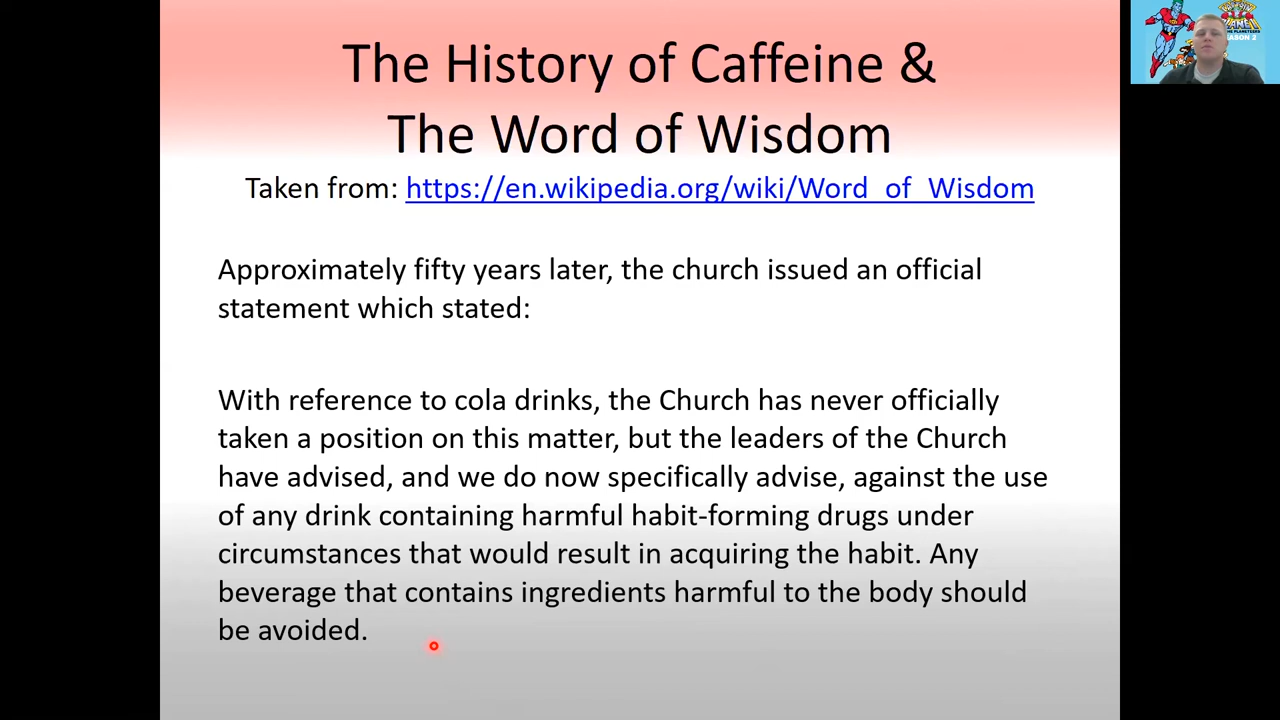 The History of Caffeine &
The Word of Wisdom
Taken from: https://en.wikipedia.org/wiki/Word_of_Wisdom
Approximately fifty years later, the church issued an official
statement which stated:
With reference to cola drinks, the Church has never officially
taken a position on this matter, but the leaders of the Church
have advised, and we do now specifically advise, against the use
of any drink containing harmful habit-forming drugs under
circumstances that would result in acquiring the habit. Any
beverage that contains ingredients harmful to the body should
be avoided.